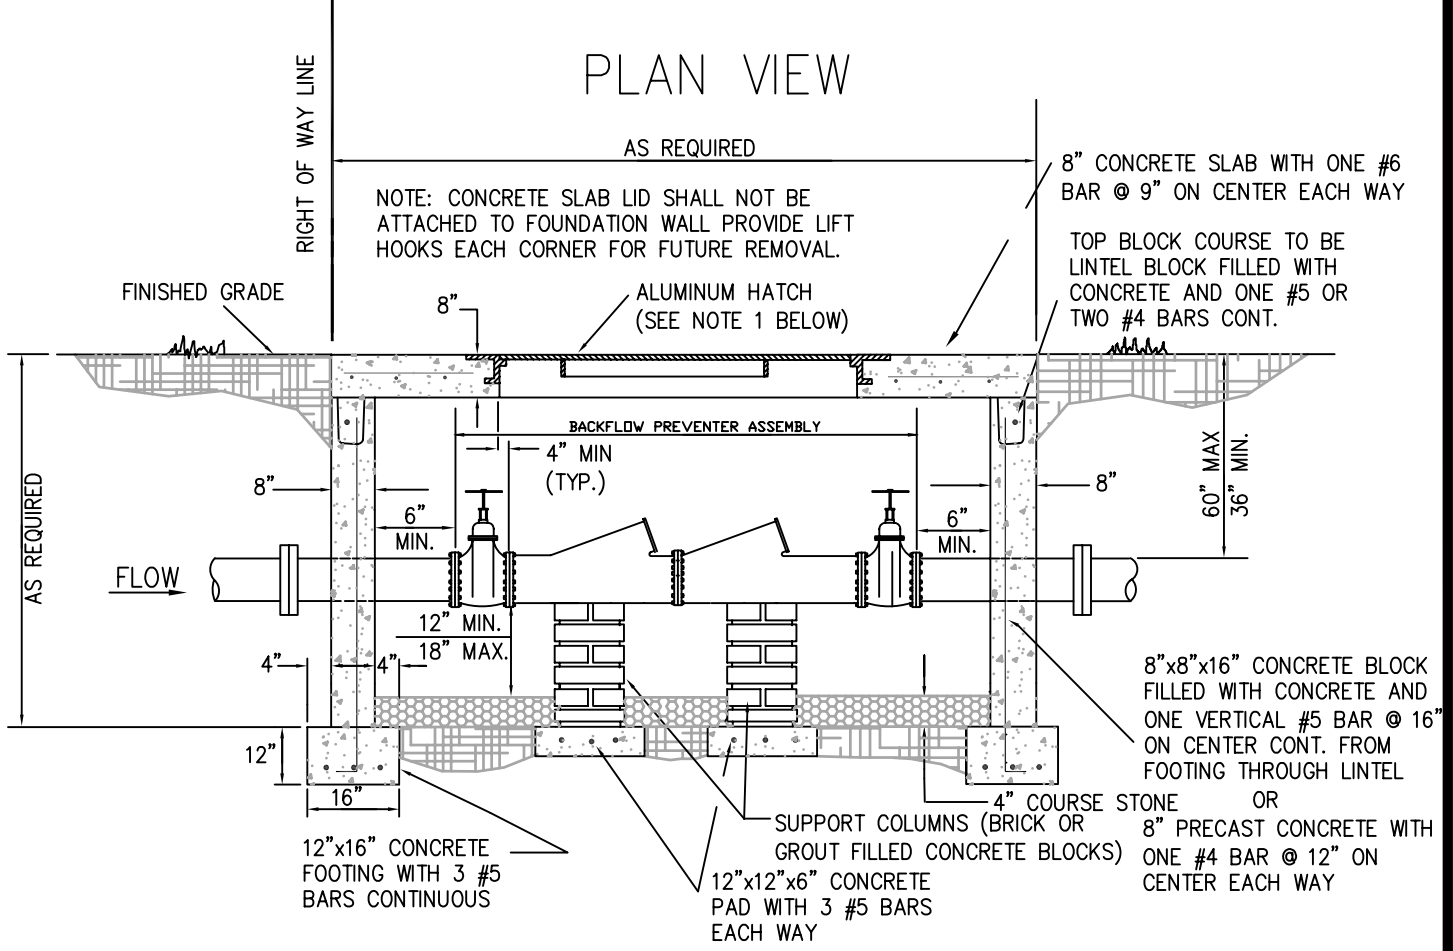 PLAN VIEW
RIGHT OF WAY LINE
AS REQUIRED
NOTE: CONCRETE SLAB LID SHALL NOT BE
ATTACHED TO FOUNDATION WALL PROVIDE LIFT
HOOKS EACH CORNER FOR FUTURE REMOVAL.
8" CONCRETE SLAB WITH ONE #6
BAR @ 9" ON CENTER EACH WAY
TOP BLOCK COURSE TO BE
LINTEL BLOCK FILLED WITH
CONCRETE AND ONE #5 OR
TWO #4 BARS CONT.
FINISHED GRADE
8"
ALUMINUM HATCH
(SEE NOTE 1 BELOW)
BACKFLOW PREVENTER ASSEMBLY
4" MIN
(TYP.)
8"
8"
60" MAX
36" MIN.
6"
MIN.
6"
MIN.
AS REQUIRED
FLOW
12" MIN.
18" MAX.
4"
4"
12"
16"
8"x8"x16" CONCRETE BLOCK
FILLED WITH CONCRETE AND
ONE VERTICAL #5 BAR @ 16"
ON CENTER CONT. FROM
FOOTING THROUGH LINTEL
OR
8" PRECAST CONCRETE WITH
ONE #4 BAR @ 12" ON
CENTER EACH WAY
4" COURSE STONE
SUPPORT COLUMNS (BRICK OR
GROUT FILLED CONCRETE BLOCKS)
12"x16" CONCRETE
FOOTING WITH 3 #5
BARS CONTINUOUS
12"x12"x6" CONCRETE
PAD WITH 3 #5 BARS
EACH WAY